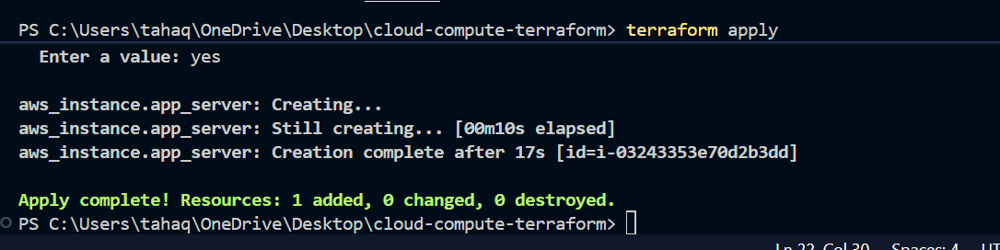 PS C:\Users\tahaq\OneDrive\Desktop\cloud-compute-terraform> terraform apply
Enter a value: yes
aws_instance.app_server: Creating...
aws_instance.app_server: Still creating... [00m10s elapsed]
aws_instance.app_server: Creation complete after 17s [id=i-03243353e70d2b3dd]
Apply complete! Resources: 1 added, 0 changed, 0 destroyed.
PS C:\Users\tahaq\OneDrive\Desktop\cloud-compute-terraform>
Ln 22, Col 30 Spaces: 4